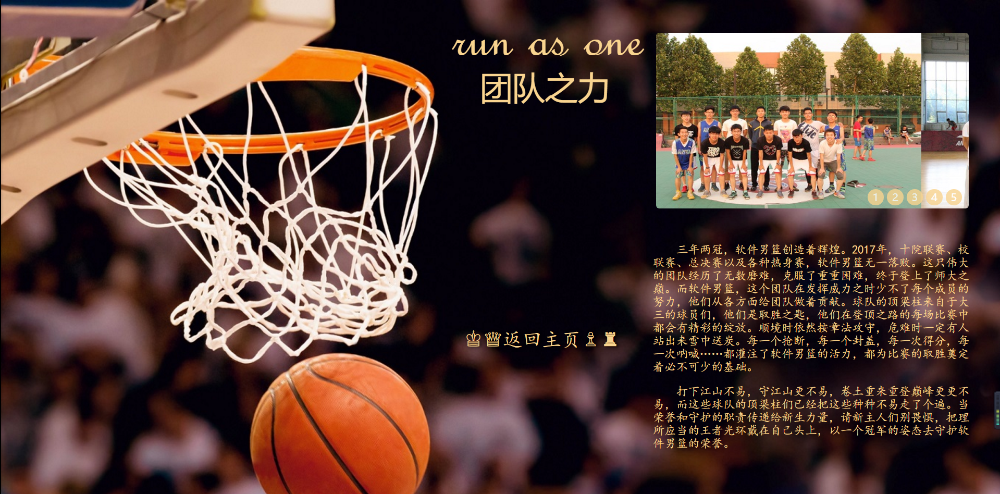 run as one
团队之力
ZERO
1 2 3 4 5
三年两冠，软件男篮创造着辉煌。2017年，十院联赛、校
联赛、总决赛以及各种热身赛，软件男篮无一落败。这只伟大
的团队经历了无数磨难，克服了重重困难，终于登上了师大之
巅。而软件男篮，这个团队在发挥威力之时少不了每个成员的
努力，他们从各方面给团队做着贡献。球队的顶梁柱来自于大
三的球员们，他们是取胜之匙，他们在登顶之路的每场比赛中
都会有精彩的绽放。顺境时依然按章法攻守，危难时一定有人
站出来雪中送炭。每一个抢断，每一个封盖，每一次得分，每
一次呐喊……都灌注了软件男篮的活力，都为比赛的取胜奠定
着必不可少的基础。
打下江山不易，守江山更不易，卷土重来重登巅峰更更不
易，而这些球队的顶梁柱们已经把这些种种不易走了个遍。当
荣誉和守护的职责传递给新生力量，请新主人们别畏惧，把理
所应当的王者光环戴在自己头上，以一个冠军的姿态去守护软
件男篮的荣誉。
♔♕返回主页♗♜